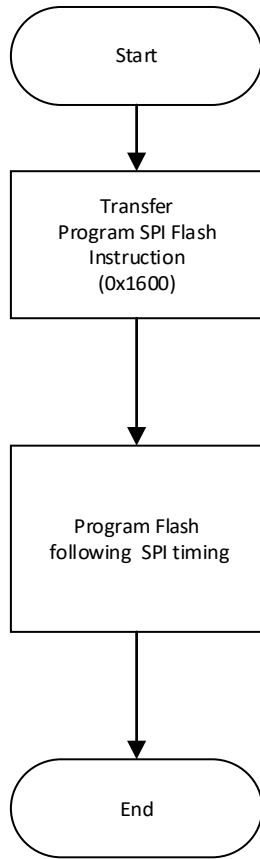 Start
Transfer
Program SPI Flash
Instruction
(0x1600)
Program Flash
following  SPI timing
End